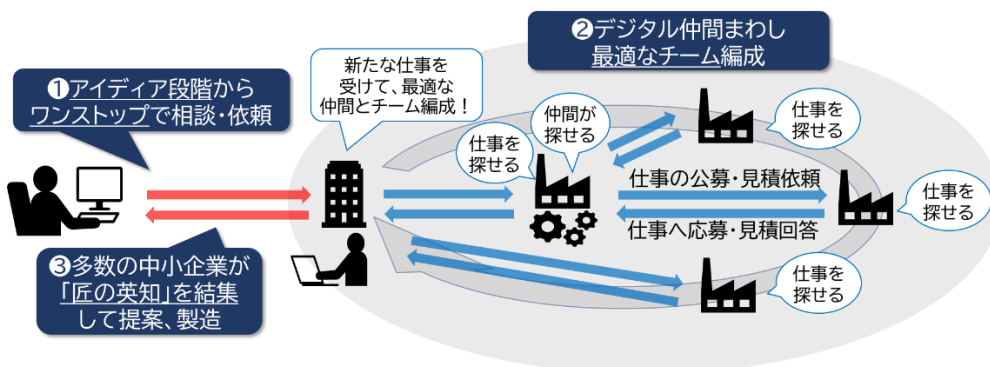 ❶アイディア段階から
ワンストップで相談・依頼
新たな仕事を
受けて、最適な
仲間とチーム編成！
❷デジタル仲間まわし
最適なチーム編成
仕事を
探せる
仲間が
探せる
仕事を
探せる
仕事の公募・見積依頼
仕事へ応募・見積回答
仕事を
探せる
仕事を
探せる
❸多数の中小企業が
「匠の英知」を結集
して提案、製造